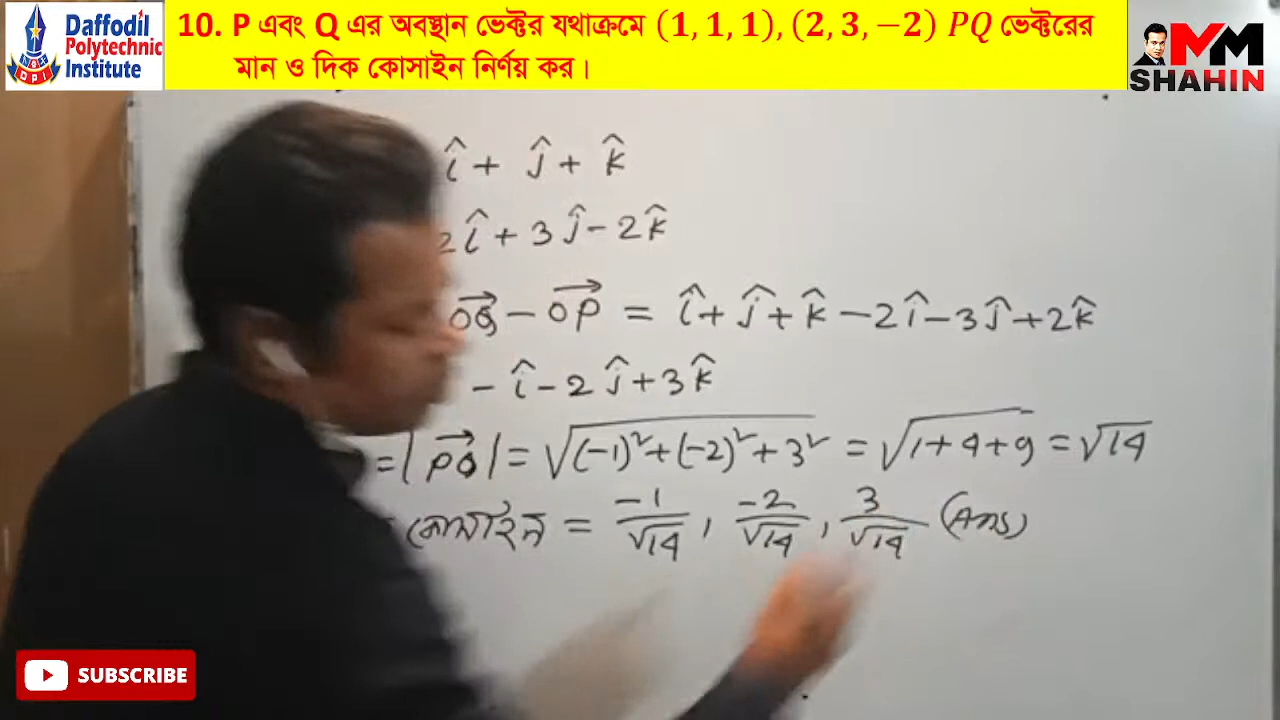 Daffodil
Polytechnic
Institute
DPI
10. P এবং Q এর অবস্থান ভেক্টর যথাক্রমে (1, 1, 1), (2, 3, −2) PQ ভেক্টরের
মান ও দিক কোসাইন নির্ণয় কর।
MM
SHAHIN
î + ĵ + k̂
2î + 3ĵ - 2k̂
OQ⃗ - OP⃗ = î + ĵ + k̂ - 2î - 3ĵ + 2k̂
- î - 2ĵ + 3k̂
= |PQ⃗| = √((-1)² + (-2)² + 3²) = √(1+4+9) = √14
কোসাইন = -1/√14, -2/√14, 3/√14 (Ans)
SUBSCRIBE